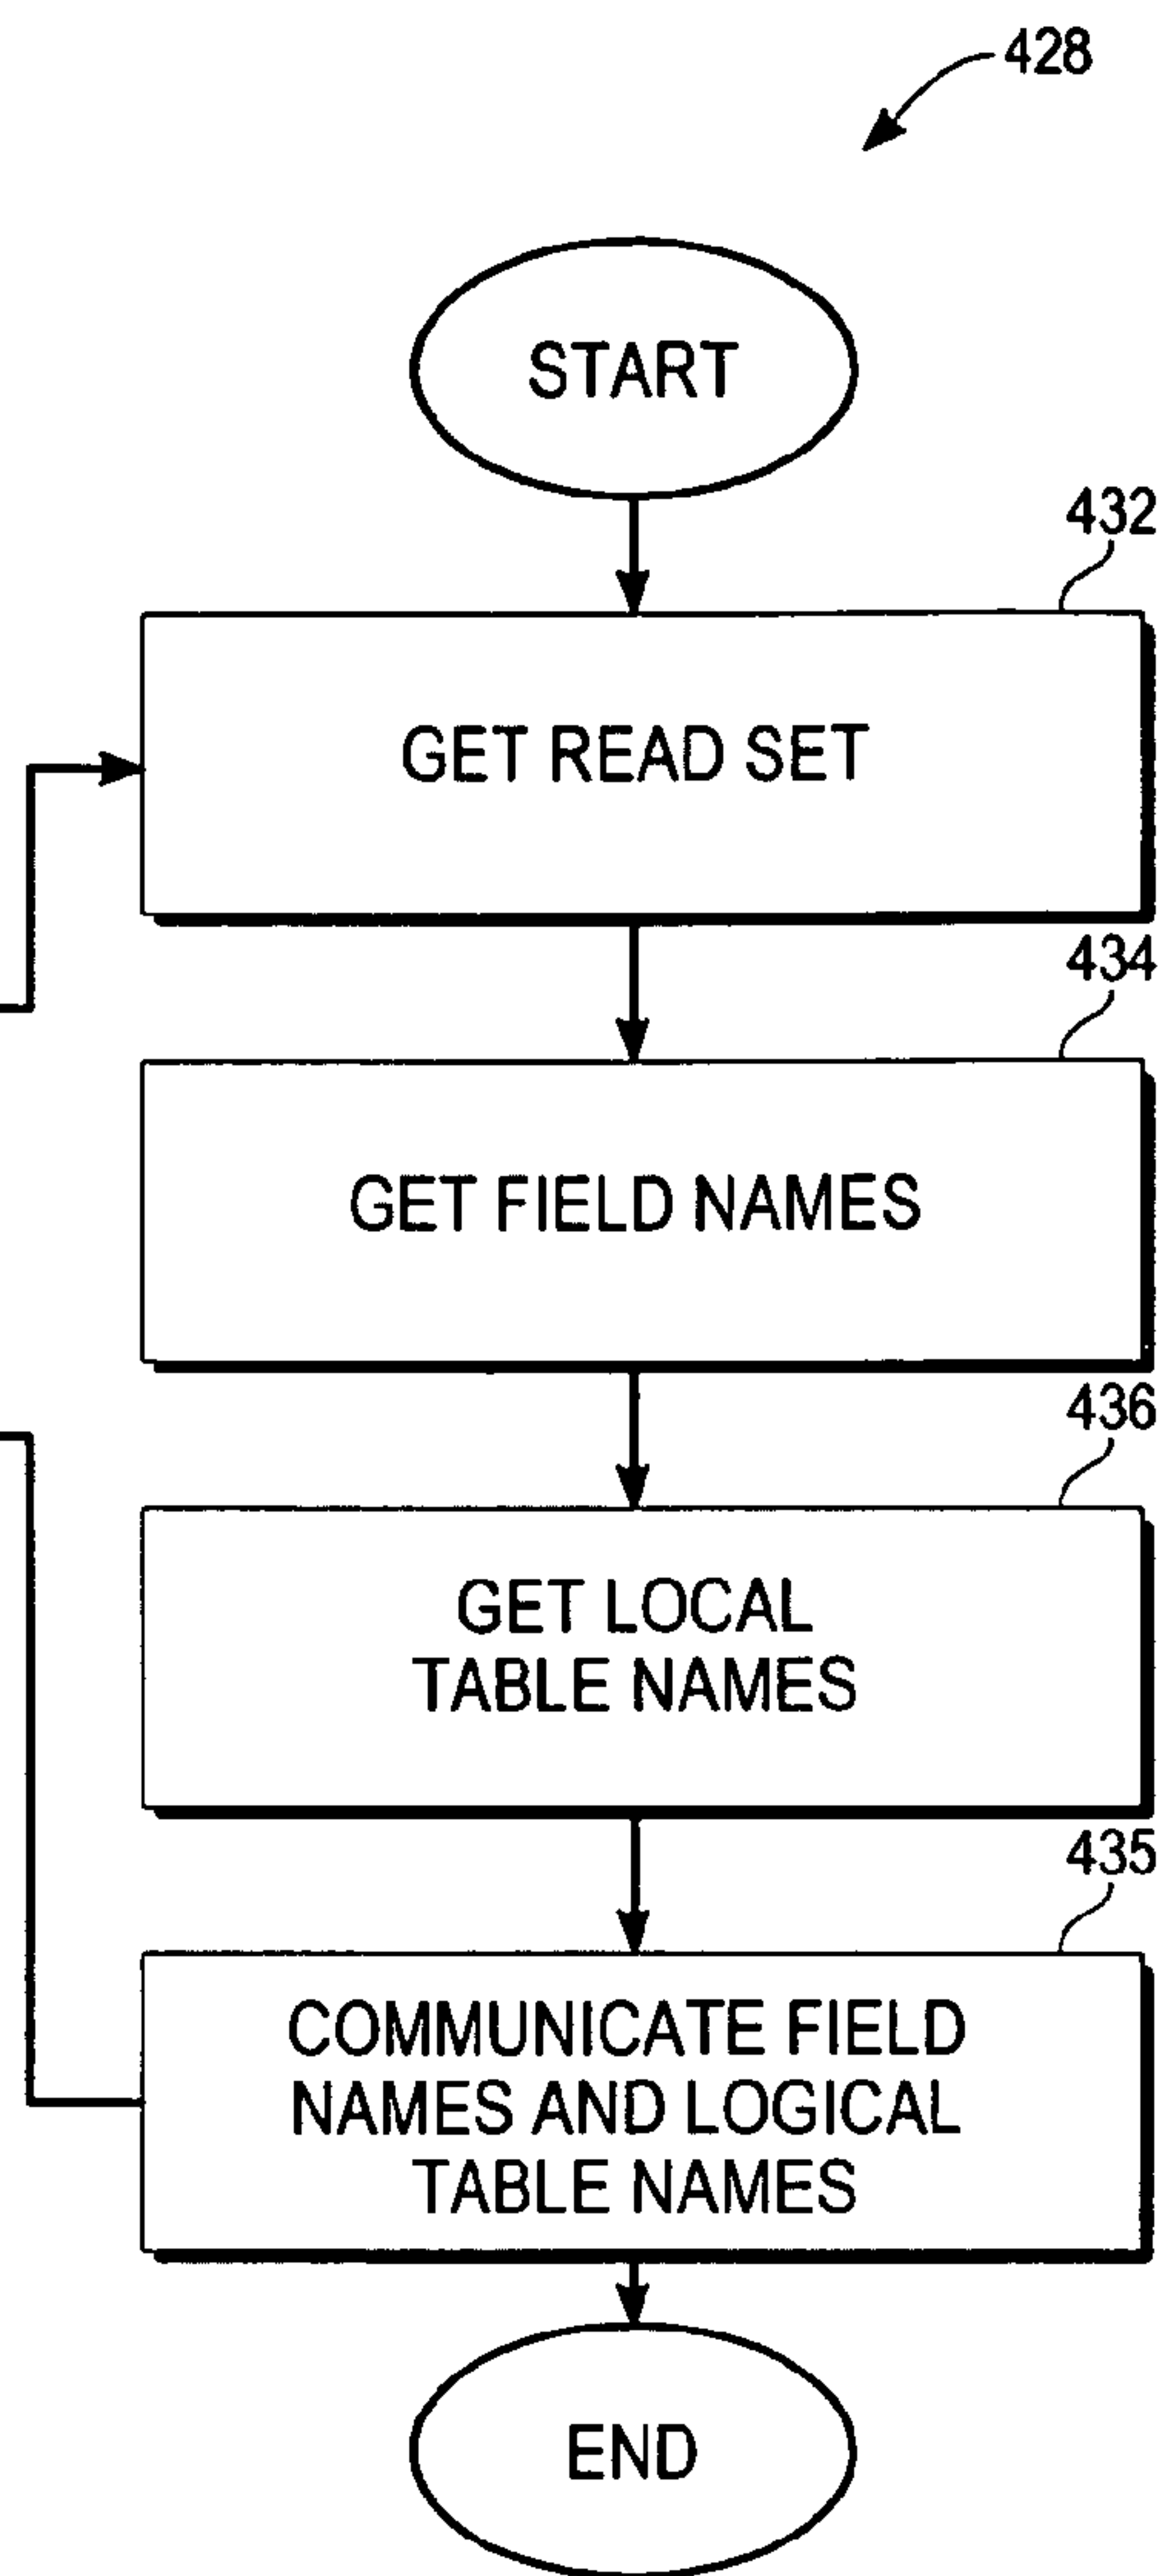 428
START
432
GET READ SET
434
GET FIELD NAMES
436
GET LOCAL
TABLE NAMES
435
COMMUNICATE FIELD
NAMES AND LOGICAL
TABLE NAMES
END